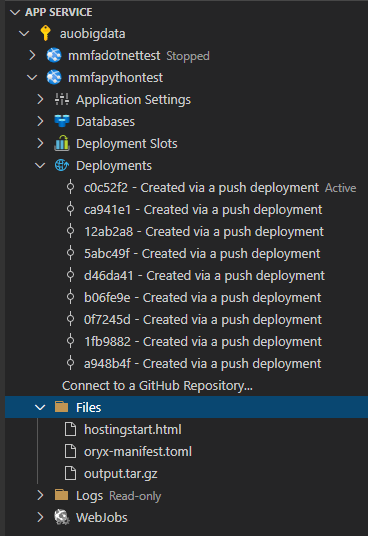 APP SERVICE
auobigdata
mmfadotnettest Stopped
mmfapythontest
Application Settings
Databases
Deployment Slots
Deployments
c0c52f2 - Created via a push deployment Active
ca941e1 - Created via a push deployment
12ab2a8 - Created via a push deployment
5abc49f - Created via a push deployment
d46da41 - Created via a push deployment
b06fe9e - Created via a push deployment
0f7245d - Created via a push deployment
1fb9882 - Created via a push deployment
a948b4f - Created via a push deployment
Connect to a GitHub Repository...
Files
hostingstart.html
oryx-manifest.toml
output.tar.gz
Logs Read-only
WebJobs